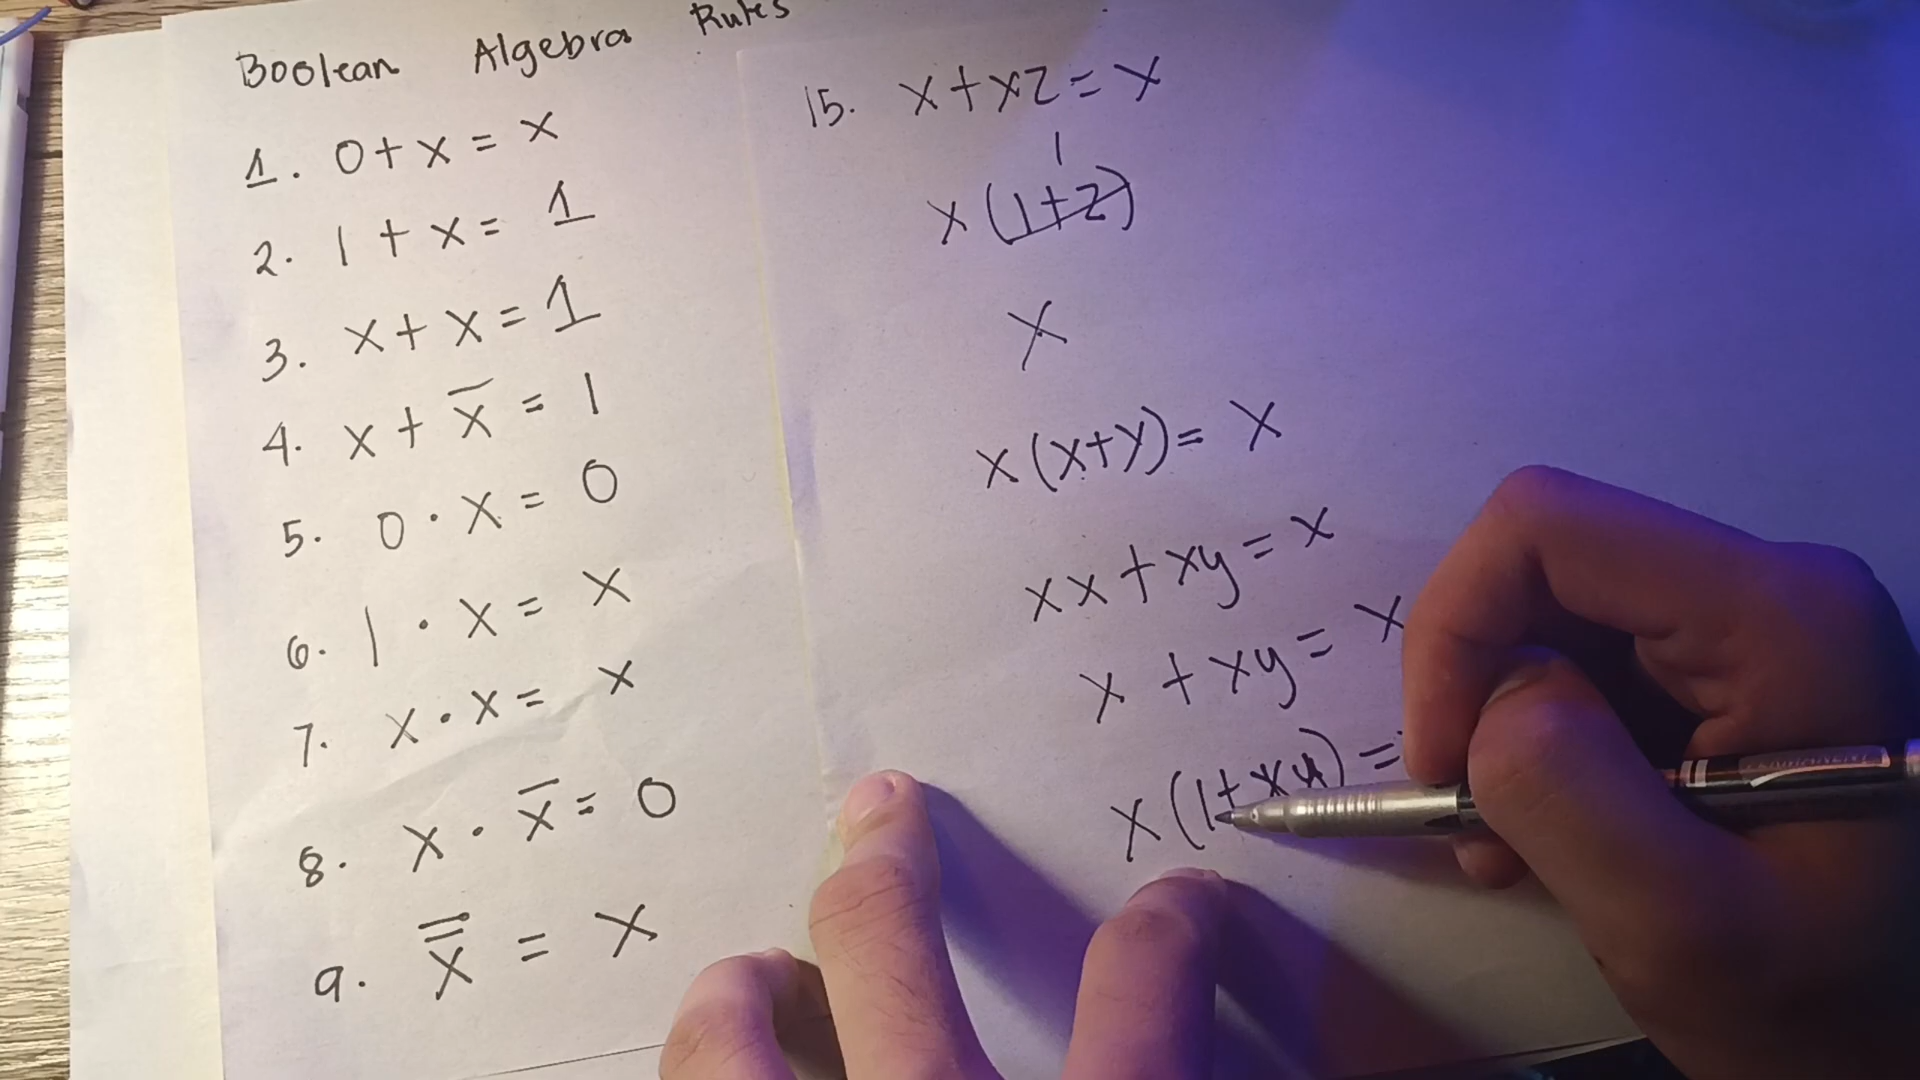 Boolean Algebra Rules
1. 0 + x = x
2. 1 + x = 1
3. x + x = 1
4. x + x̅ = 1
5. 0 · x = 0
6. 1 · x = x
7. x · x = x
8. x · x̅ = 0
9. x̿ = x
15. x + xz = x
1
x (1+z)
x
x (x+y) = x
xx + xy = x
x + xy = x
x (1+xy) =